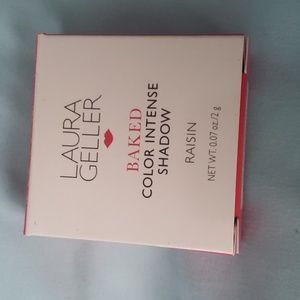 LAURA
GELLER
BAKED
COLOR INTENSE
SHADOW
RAISIN
NET WT. 0.07 oz./2 g